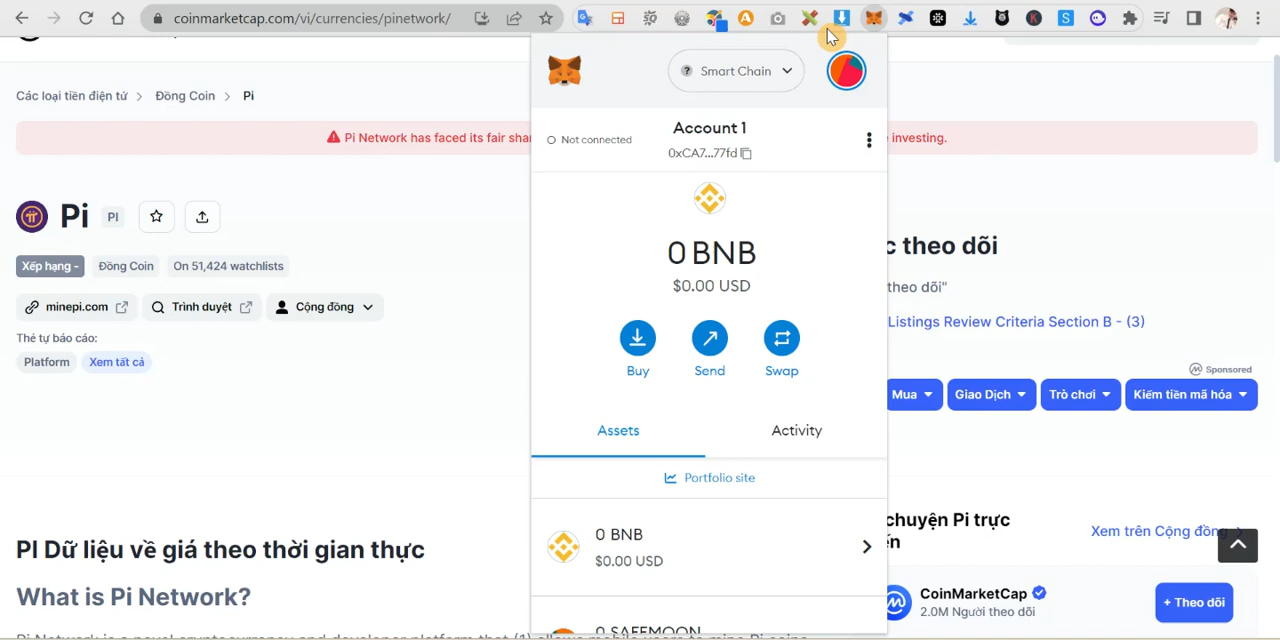 coinmarketcap.com/vi/currencies/pinetwork/
Các loại tiền điện tử
Đồng Coin
Pi
Pi Network has faced its fair
investing.
Pi
PI
Xếp hạng -
Đồng Coin
On 51,424 watchlists
minepi.com
Trình duyệt
Cộng đồng
Thẻ tự báo cáo:
Platform
Xem tất cả
PI Dữ liệu về giá theo thời gian thực
What is Pi Network?
Smart Chain
Not connected
Account 1
0xCA7...77fd
0 BNB
$0.00 USD
Buy
Send
Swap
Assets
Activity
Portfolio site
0 BNB
$0.00 USD
0 SAFEMOON
theo dõi
theo dõi"
Listings Review Criteria Section B - (3)
Sponsored
Mua
Giao Dịch
Trò chơi
Kiếm tiền mã hóa
chuyện Pi trực
Xem trên Cộng đồng
CoinMarketCap
2.0M Người theo dõi
+ Theo dõi